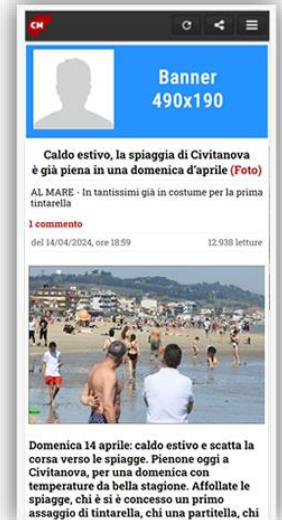 CM
Banner
490x190
Caldo estivo, la spiaggia di Civitanova
è già piena in una domenica d'aprile (Foto)
AL MARE - In tantissimi già in costume per la prima
tintarella
1 commento
del 14/04/2024, ore 18:59 12.938 letture
Domenica 14 aprile: caldo estivo e scatta la
corsa verso le spiagge. Pienone oggi a
Civitanova, per una domenica con
temperature da bella stagione. Affollate le
spiagge, chi è si è concesso un primo
assaggio di tintarella, chi una partitella, chi